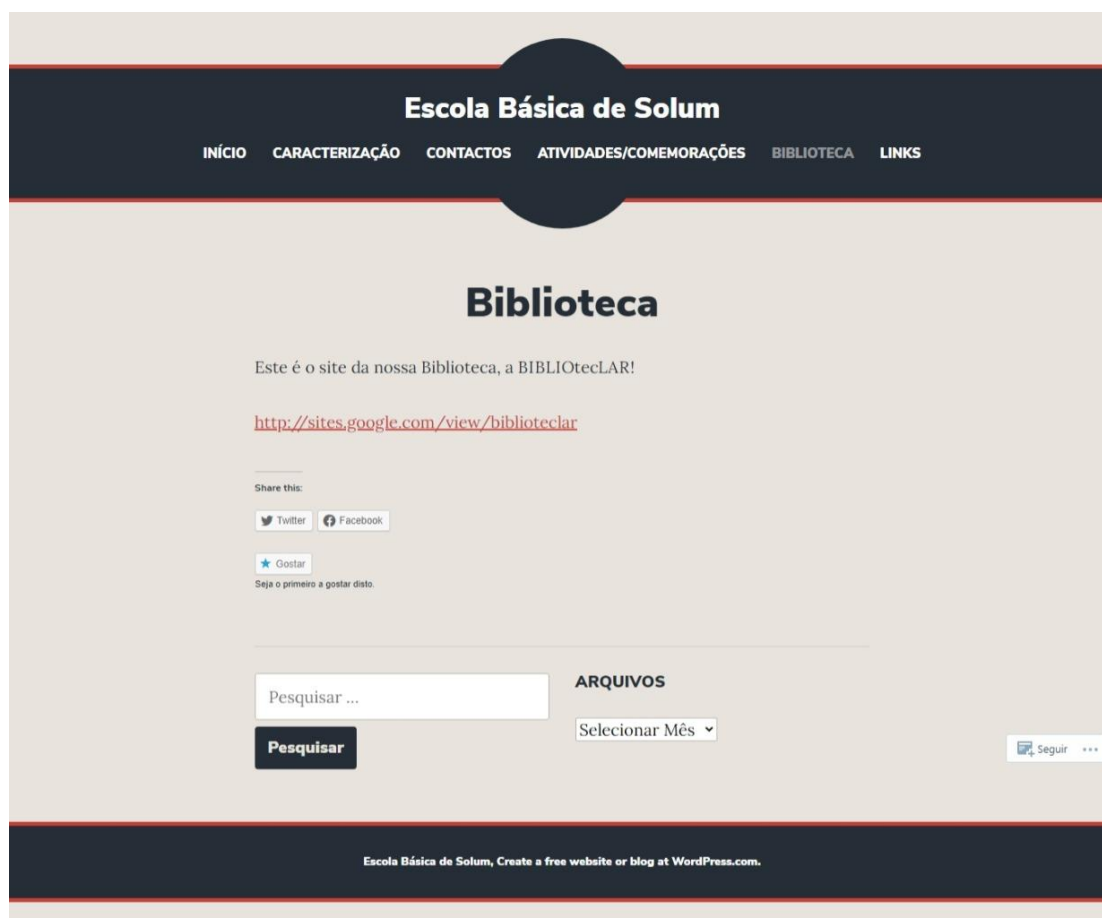 Escola Básica de Solum
INÍCIO CARACTERIZAÇÃO CONTACTOS ATIVIDADES/COMEMORAÇÕES BIBLIOTECA LINKS
Biblioteca
Este é o site da nossa Biblioteca, a BIBLIOtecLAR!
http://sites.google.com/view/biblioteclar
Share this:
Twitter Facebook
Gostar
Seja o primeiro a gostar disto.
Pesquisar ...
Pesquisar
ARQUIVOS
Selecionar Mês
Seguir ...
Escola Básica de Solum, Create a free website or blog at WordPress.com.